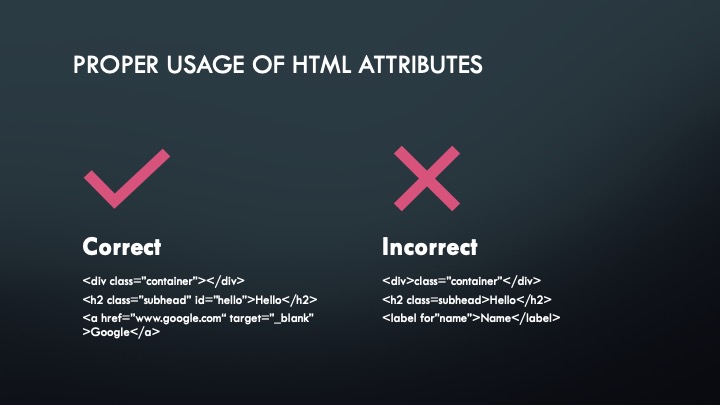 PROPER USAGE OF HTML ATTRIBUTES
Correct
<div class="container"></div>
<h2 class="subhead" id="hello">Hello</h2>
<a href="www.google.com" target="_blank"
>Google</a>
Incorrect
<div>class="container"</div>
<h2 class=subhead>Hello</h2>
<label for"name">Name</label>